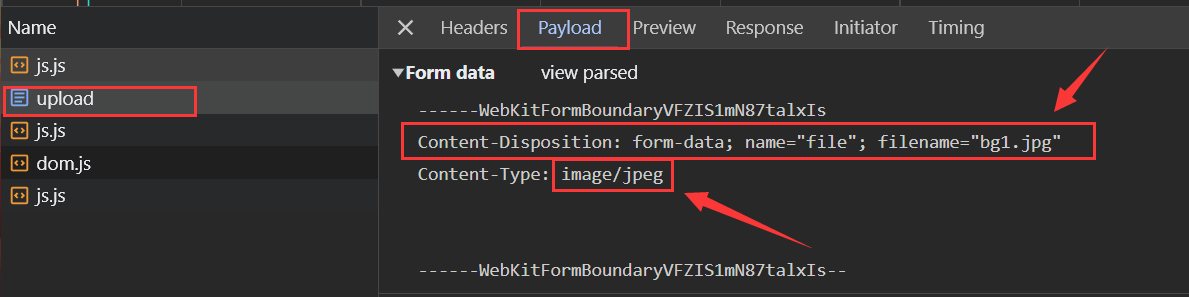 Name
js.js
upload
js.js
dom.js
js.js
Headers Payload Preview Response Initiator Timing
Form data view parsed
------WebKitFormBoundaryVFZIS1mN87talxIs
Content-Disposition: form-data; name="file"; filename="bg1.jpg"
Content-Type: image/jpeg
------WebKitFormBoundaryVFZIS1mN87talxIs--